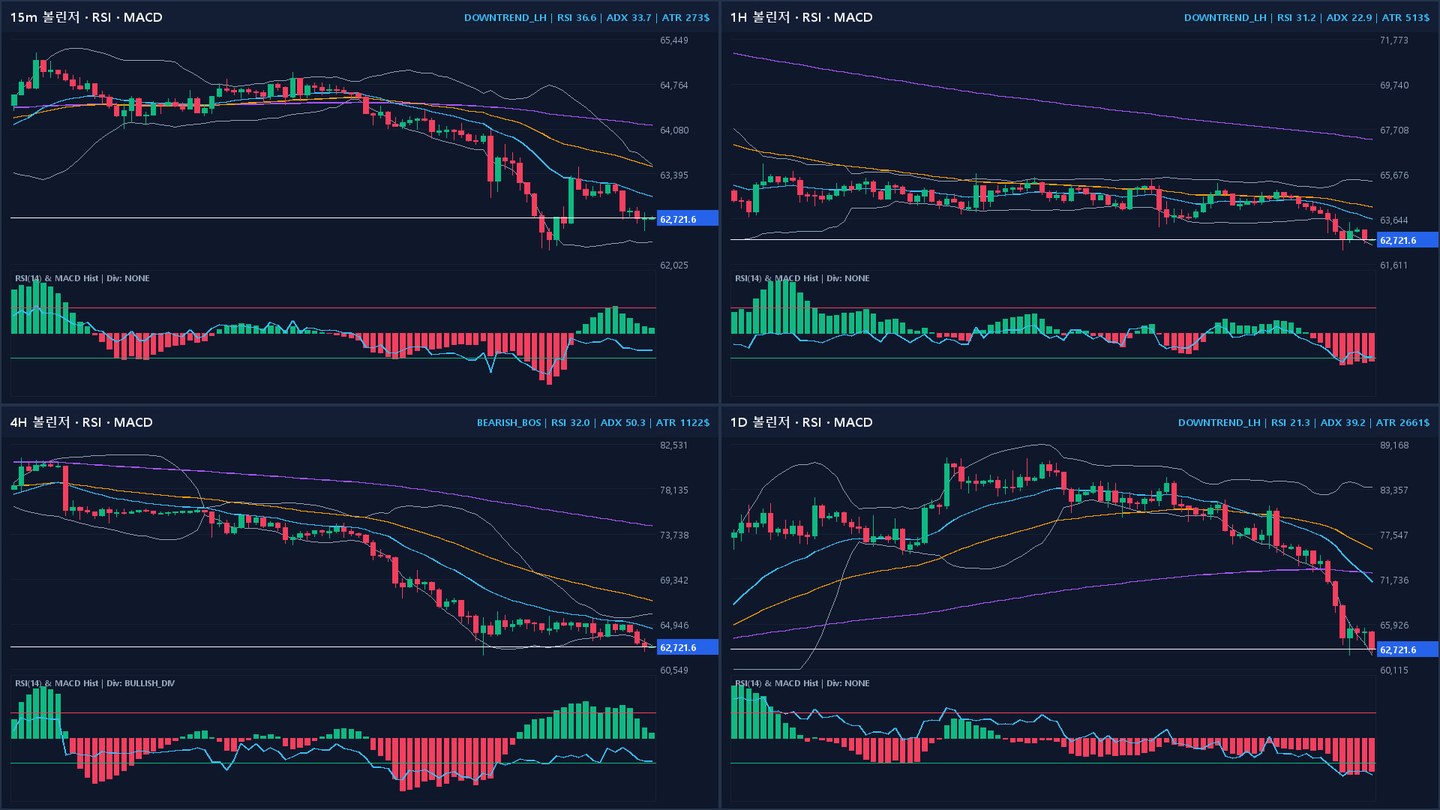 15m 볼린저 · RSI · MACD
DOWNTREND_LH | RSI 36.6 | ADX 33.7 | ATR 273$
65,449
64,764
64,080
63,395
62,721.6
62,025
RSI(14) & MACD Hist | Div: NONE
1H 볼린저 · RSI · MACD
DOWNTREND_LH | RSI 31.2 | ADX 22.9 | ATR 513$
71,773
69,740
67,708
65,676
63,644
62,721.6
61,611
RSI(14) & MACD Hist | Div: NONE
4H 볼린저 · RSI · MACD
BEARISH_BOS | RSI 32.0 | ADX 50.3 | ATR 1122$
82,531
78,135
73,738
69,342
64,946
62,721.6
60,549
RSI(14) & MACD Hist | Div: BULLISH_DIV
1D 볼린저 · RSI · MACD
DOWNTREND_LH | RSI 21.3 | ADX 39.2 | ATR 2661$
89,168
83,357
77,547
71,736
65,926
62,721.6
60,115
RSI(14) & MACD Hist | Div: NONE